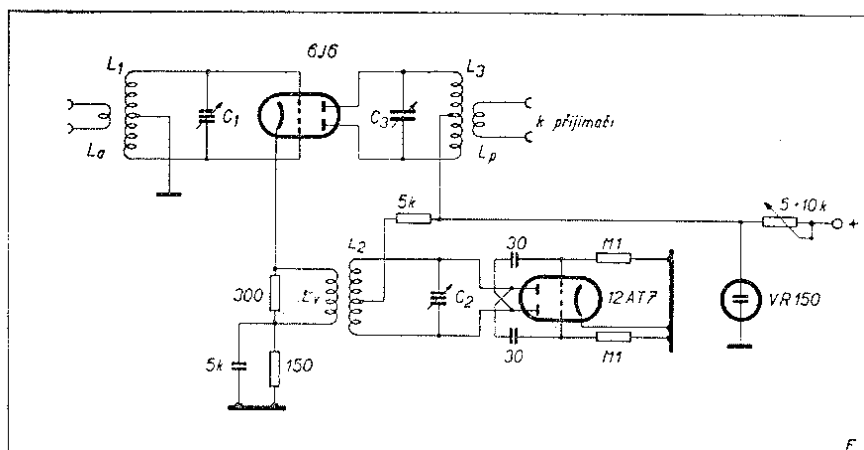 6J6
L1
L3
C1
C3
La
Lp
k přijímači
5k
5÷10k
+
L2
30
M1
300
Lv
C2
12AT7
VR150
5k
150
30
M1